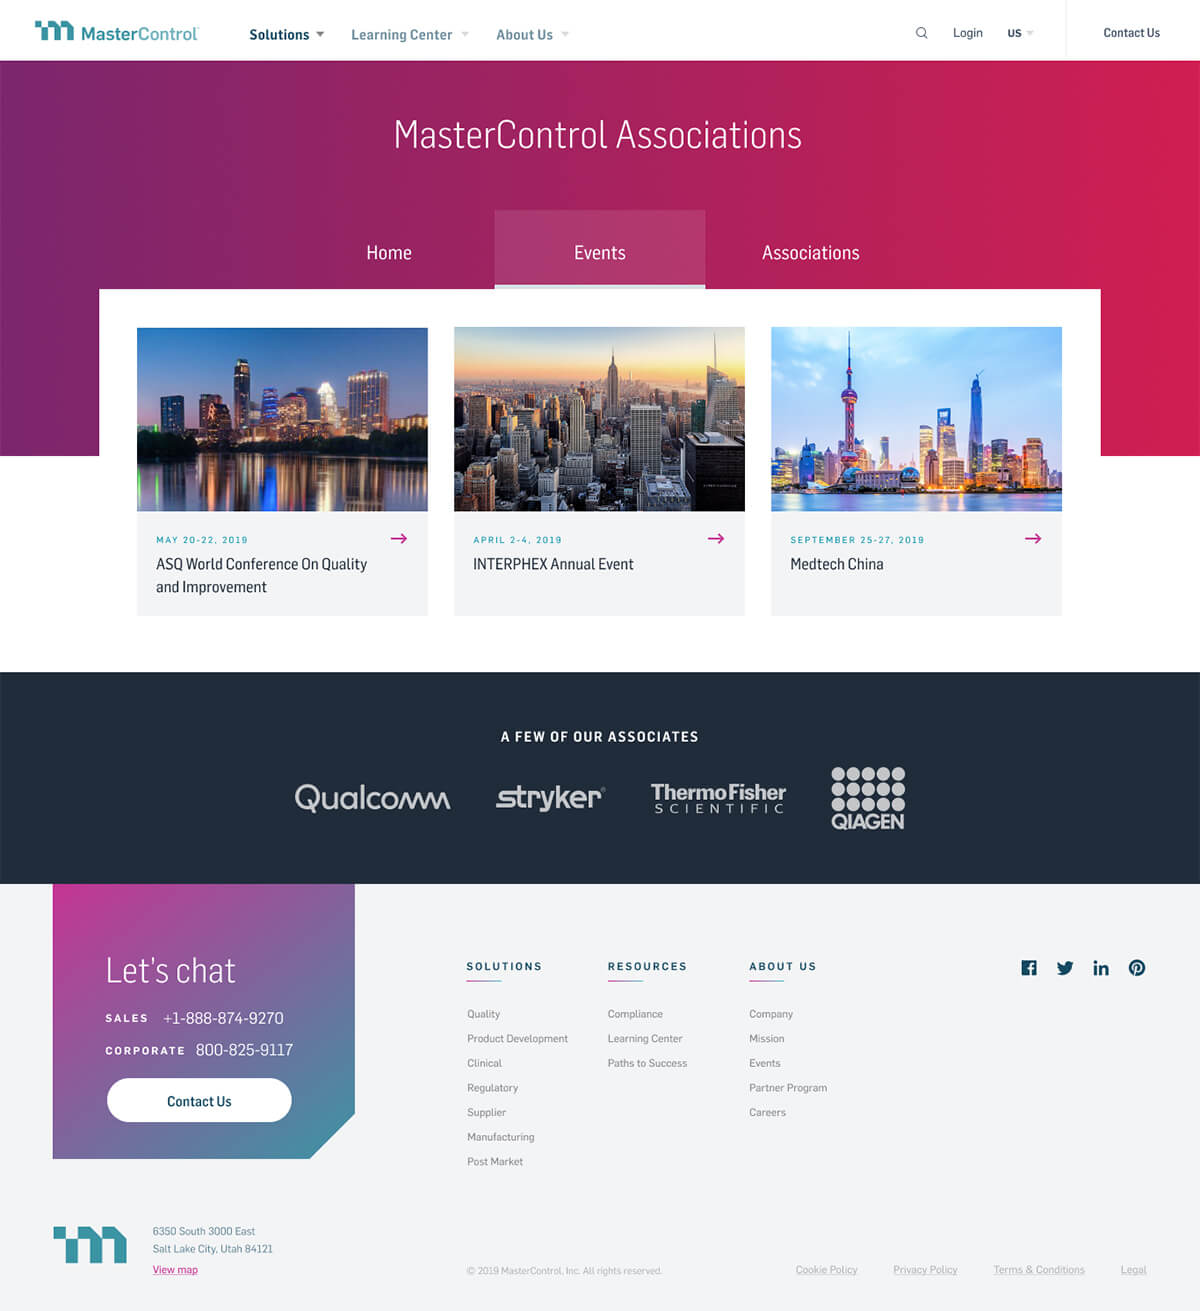 MasterControl
Solutions
Learning Center
About Us
Login
US
Contact Us
MasterControl Associations
Home
Events
Associations
MAY 20-22, 2019
ASQ World Conference On Quality
and Improvement
APRIL 2-4, 2019
INTERPHEX Annual Event
SEPTEMBER 25-27, 2019
Medtech China
A FEW OF OUR ASSOCIATES
Qualcomm
stryker®
ThermoFisher
SCIENTIFIC
QIAGEN
Let's chat
SALES +1-888-874-9270
CORPORATE 800-825-9117
Contact Us
SOLUTIONS
Quality
Product Development
Clinical
Regulatory
Supplier
Manufacturing
Post Market
RESOURCES
Compliance
Learning Center
Paths to Success
ABOUT US
Company
Mission
Events
Partner Program
Careers
6350 South 3000 East
Salt Lake City, Utah 84121
View map
© 2019 MasterControl, Inc. All rights reserved.
Cookie Policy
Privacy Policy
Terms & Conditions
Legal